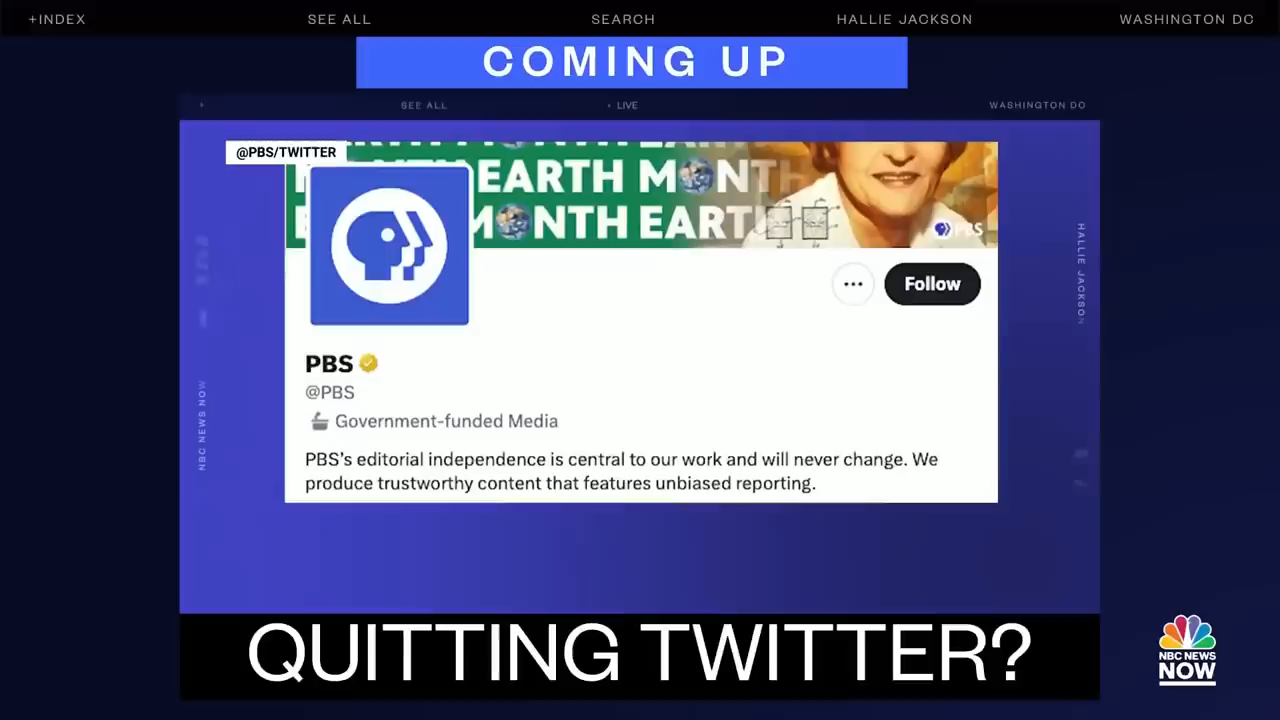 +INDEX
SEE ALL
SEARCH
HALLIE JACKSON
WASHINGTON DC
COMING UP
SEE ALL
LIVE
WASHINGTON DC
@PBS/TWITTER
EARTH MONTH
MONTH EART
PBS
Follow
PBS
@PBS
Government-funded Media
PBS's editorial independence is central to our work and will never change. We
produce trustworthy content that features unbiased reporting.
NBC NEWS NOW
HALLIE JACKSON
QUITTING TWITTER?
NBC NEWS
NOW